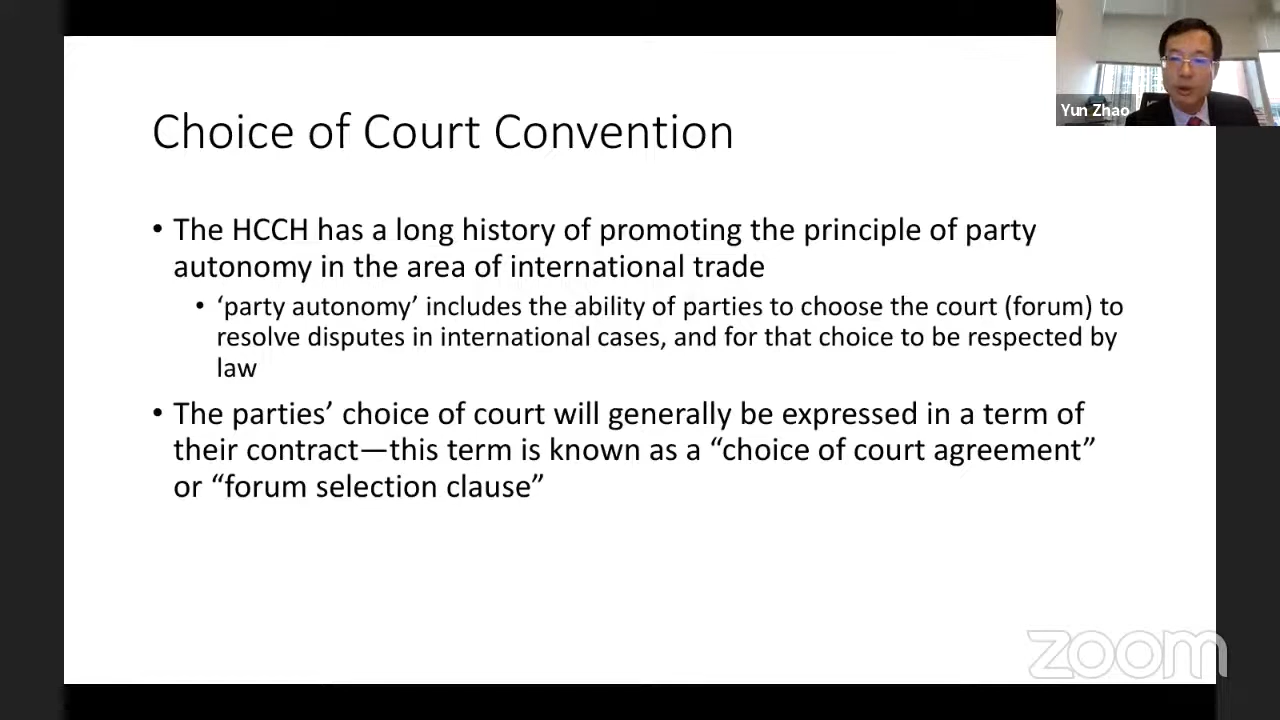 Yun Zhao
Choice of Court Convention
• The HCCH has a long history of promoting the principle of party
autonomy in the area of international trade
• ‘party autonomy’ includes the ability of parties to choose the court (forum) to
resolve disputes in international cases, and for that choice to be respected by
law
• The parties’ choice of court will generally be expressed in a term of
their contract—this term is known as a “choice of court agreement”
or “forum selection clause”
zoom